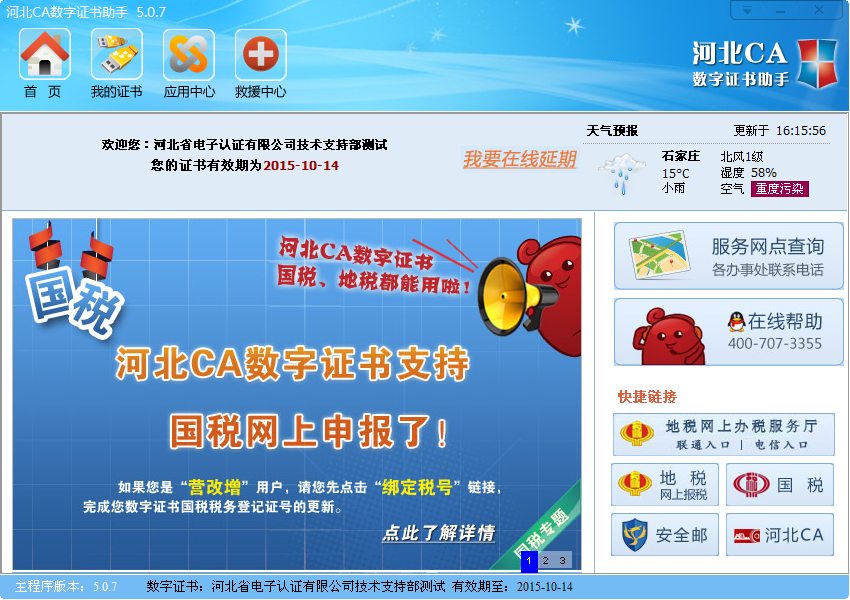 河北CA数字证书助手 5.0.7
首 页 我的证书 应用中心 救援中心
河北CA
数字证书助手
欢迎您：河北省电子认证有限公司技术支持部测试
您的证书有效期为2015-10-14
我要在线延期
天气预报 更新于 16:15:56
石家庄 北风1级
15°C 湿度 58%
小雨 空气 重度污染
国税
河北CA数字证书
国税、地税都能用啦！
河北CA数字证书支持
国税网上申报了！
如果您是“营改增”用户，请您先点击“绑定税号”链接，
完成您数字证书国税税务登记证号的更新。
点此了解详情
国税专题
1 2 3
服务网点查询
各办事处联系电话
在线帮助
400-707-3355
快捷链接
地税网上办税服务厅
联通入口 | 电信入口
地 税
网上报税
国 税
安全邮
河北CA
主程序版本： 5.0.7 数字证书：河北省电子认证有限公司技术支持部测试 有效期至： 2015-10-14